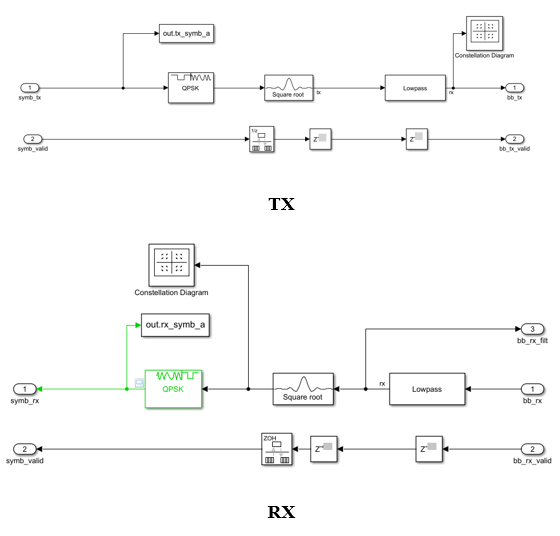 out.tx_symb_a
Constellation Diagram
1
symb_tx
QPSK
Square root
tx
Lowpass
rx
1
bb_tx
2
symb_valid
1/z
Z
Z
2
bb_tx_valid
TX
Constellation Diagram
out.rx_symb_a
3
bb_rx_filt
1
symb_rx
QPSK
Square root
rx
Lowpass
1
bb_rx
2
symb_valid
ZOH
Z
Z
2
bb_rx_valid
RX